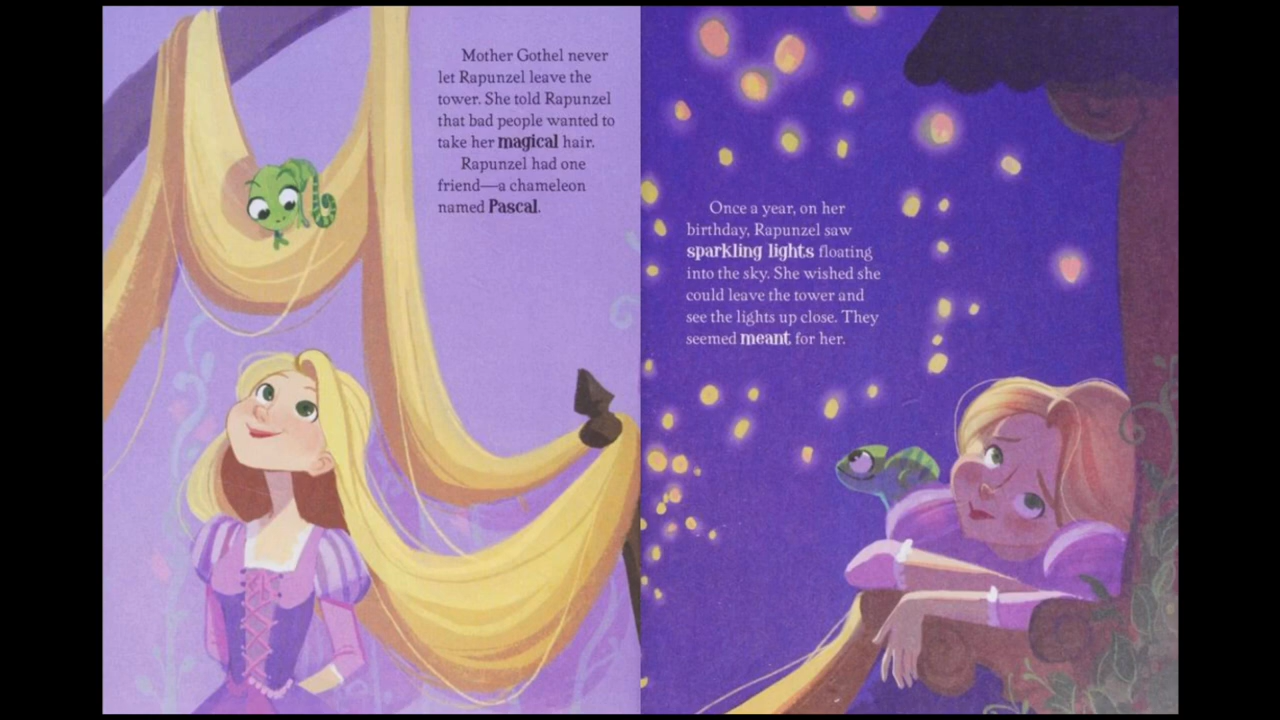 Mother Gothel never
let Rapunzel leave the
tower. She told Rapunzel
that bad people wanted to
take her magical hair.
Rapunzel had one
friend—a chameleon
named Pascal.
Once a year, on her
birthday, Rapunzel saw
sparkling lights floating
into the sky. She wished she
could leave the tower and
see the lights up close. They
seemed meant for her.